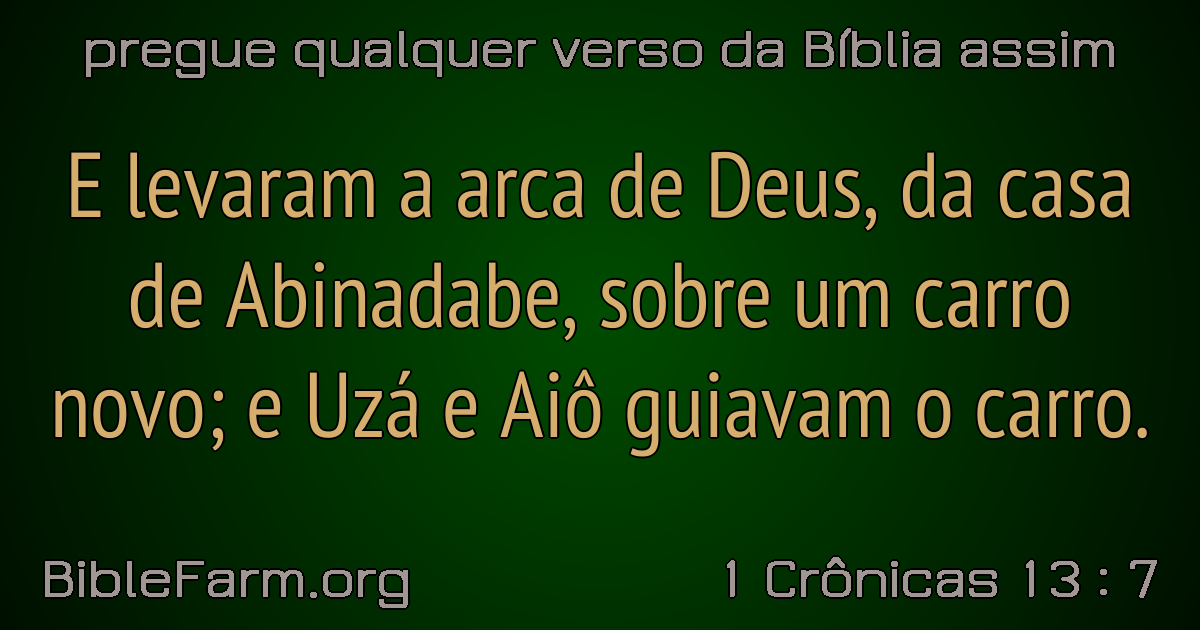 pregue qualquer verso da Bíblia assim
E levaram a arca de Deus, da casa
de Abinadabe, sobre um carro
novo; e Uzá e Aiô guiavam o carro.
BibleFarm.org
1 Crônicas 13 : 7